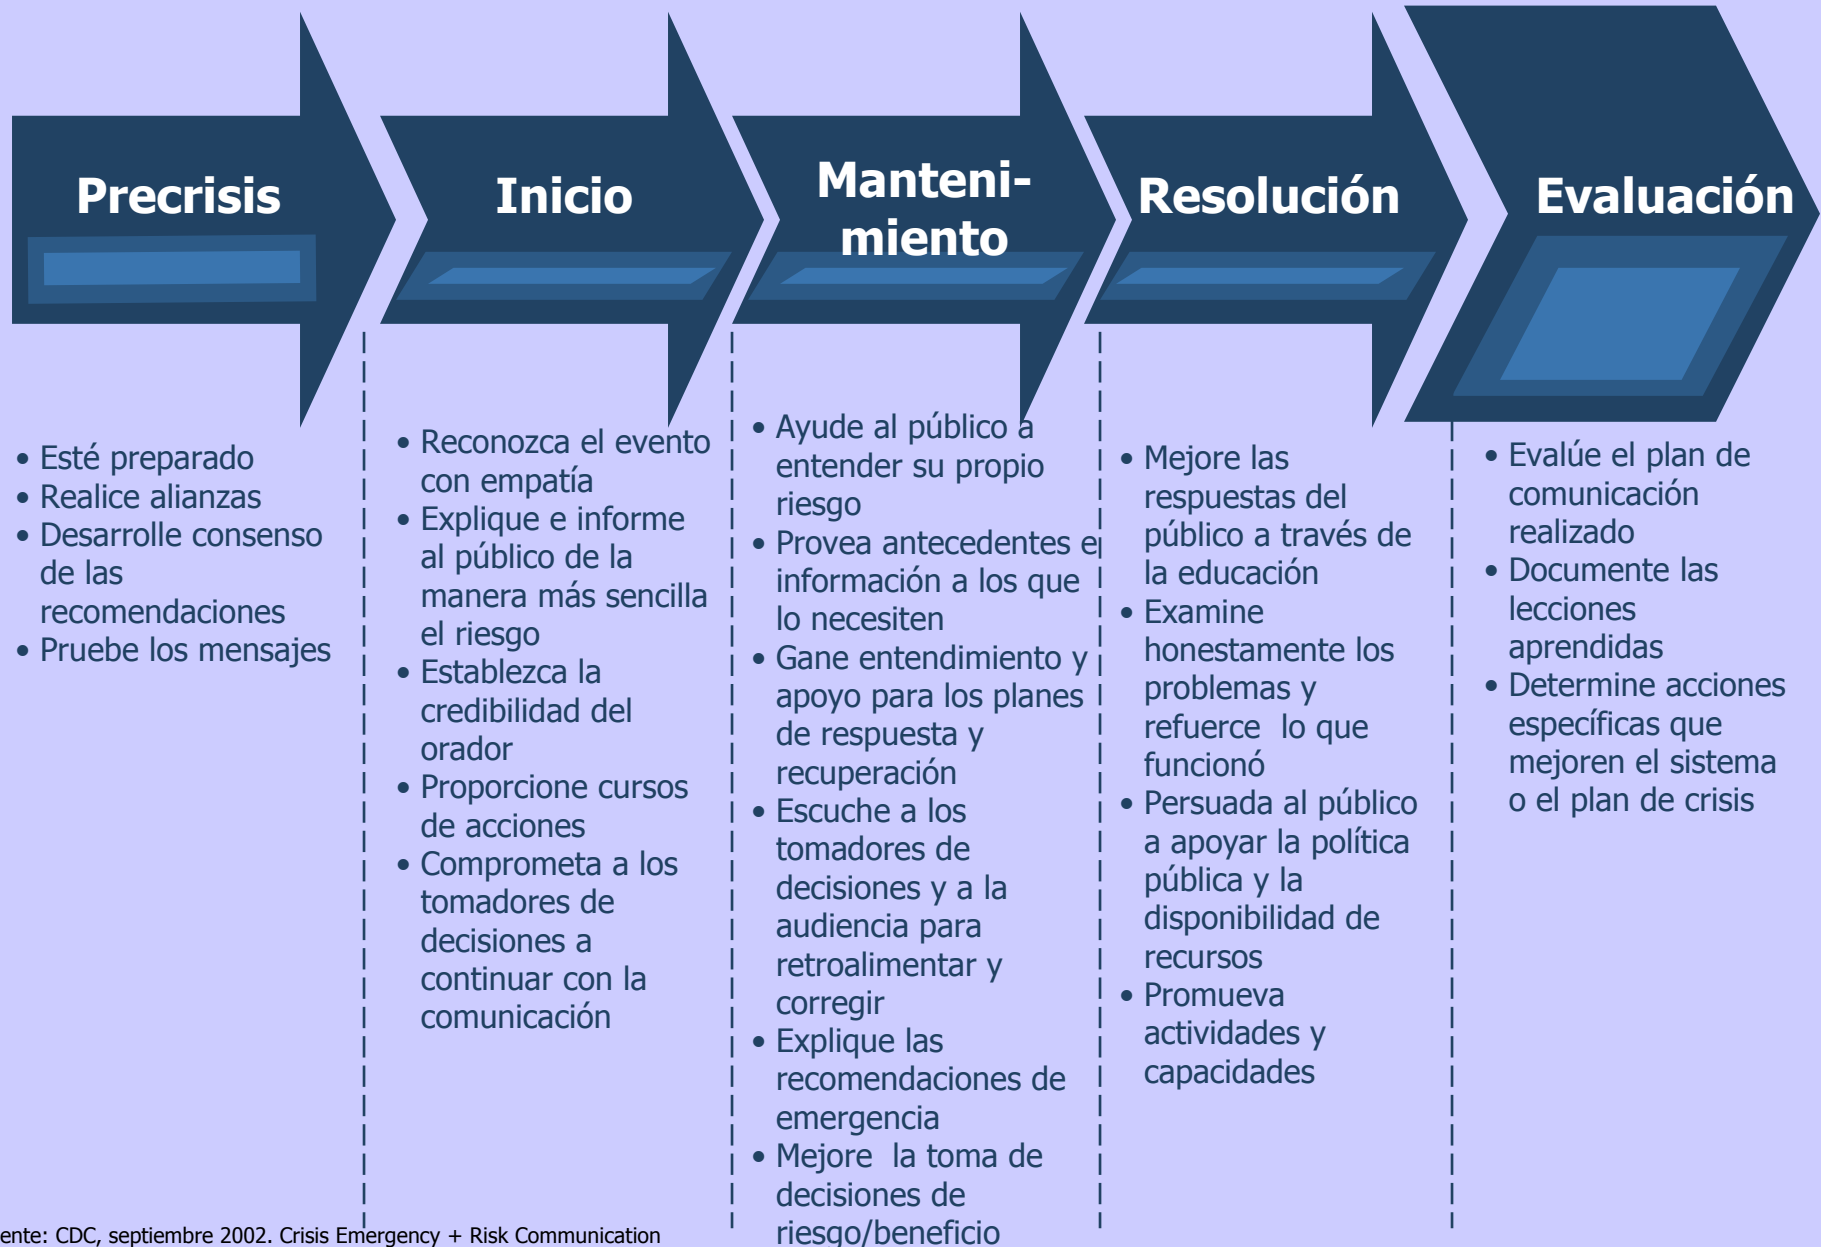 Precrisis
Inicio
Manteni-
miento
Resolución
Evaluación
• Esté preparado
• Realice alianzas
• Desarrolle consenso
de las
recomendaciones
• Pruebe los mensajes
• Reconozca el evento
con empatía
• Explique e informe
al público de la
manera más sencilla
el riesgo
• Establezca la
credibilidad del
orador
• Proporcione cursos
de acciones
• Comprometa a los
tomadores de
decisiones a
continuar con la
comunicación
• Ayude al público a
entender su propio
riesgo
• Provea antecedentes e
información a los que
lo necesiten
• Gane entendimiento y
apoyo para los planes
de respuesta y
recuperación
• Escuche a los
tomadores de
decisiones y a la
audiencia para
retroalimentar y
corregir
• Explique las
recomendaciones de
emergencia
• Mejore  la toma de
decisiones de
riesgo/beneficio
• Mejore las
respuestas del
público a través de
la educación
• Examine
honestamente los
problemas y
refuerce  lo que
funcionó
• Persuada al público
a apoyar la política
pública y la
disponibilidad de
recursos
• Promueva
actividades y
capacidades
• Evalúe el plan de
comunicación
realizado
• Documente las
lecciones
aprendidas
• Determine acciones
específicas que
mejoren el sistema
o el plan de crisis
ente: CDC, septiembre 2002. Crisis Emergency + Risk Communication